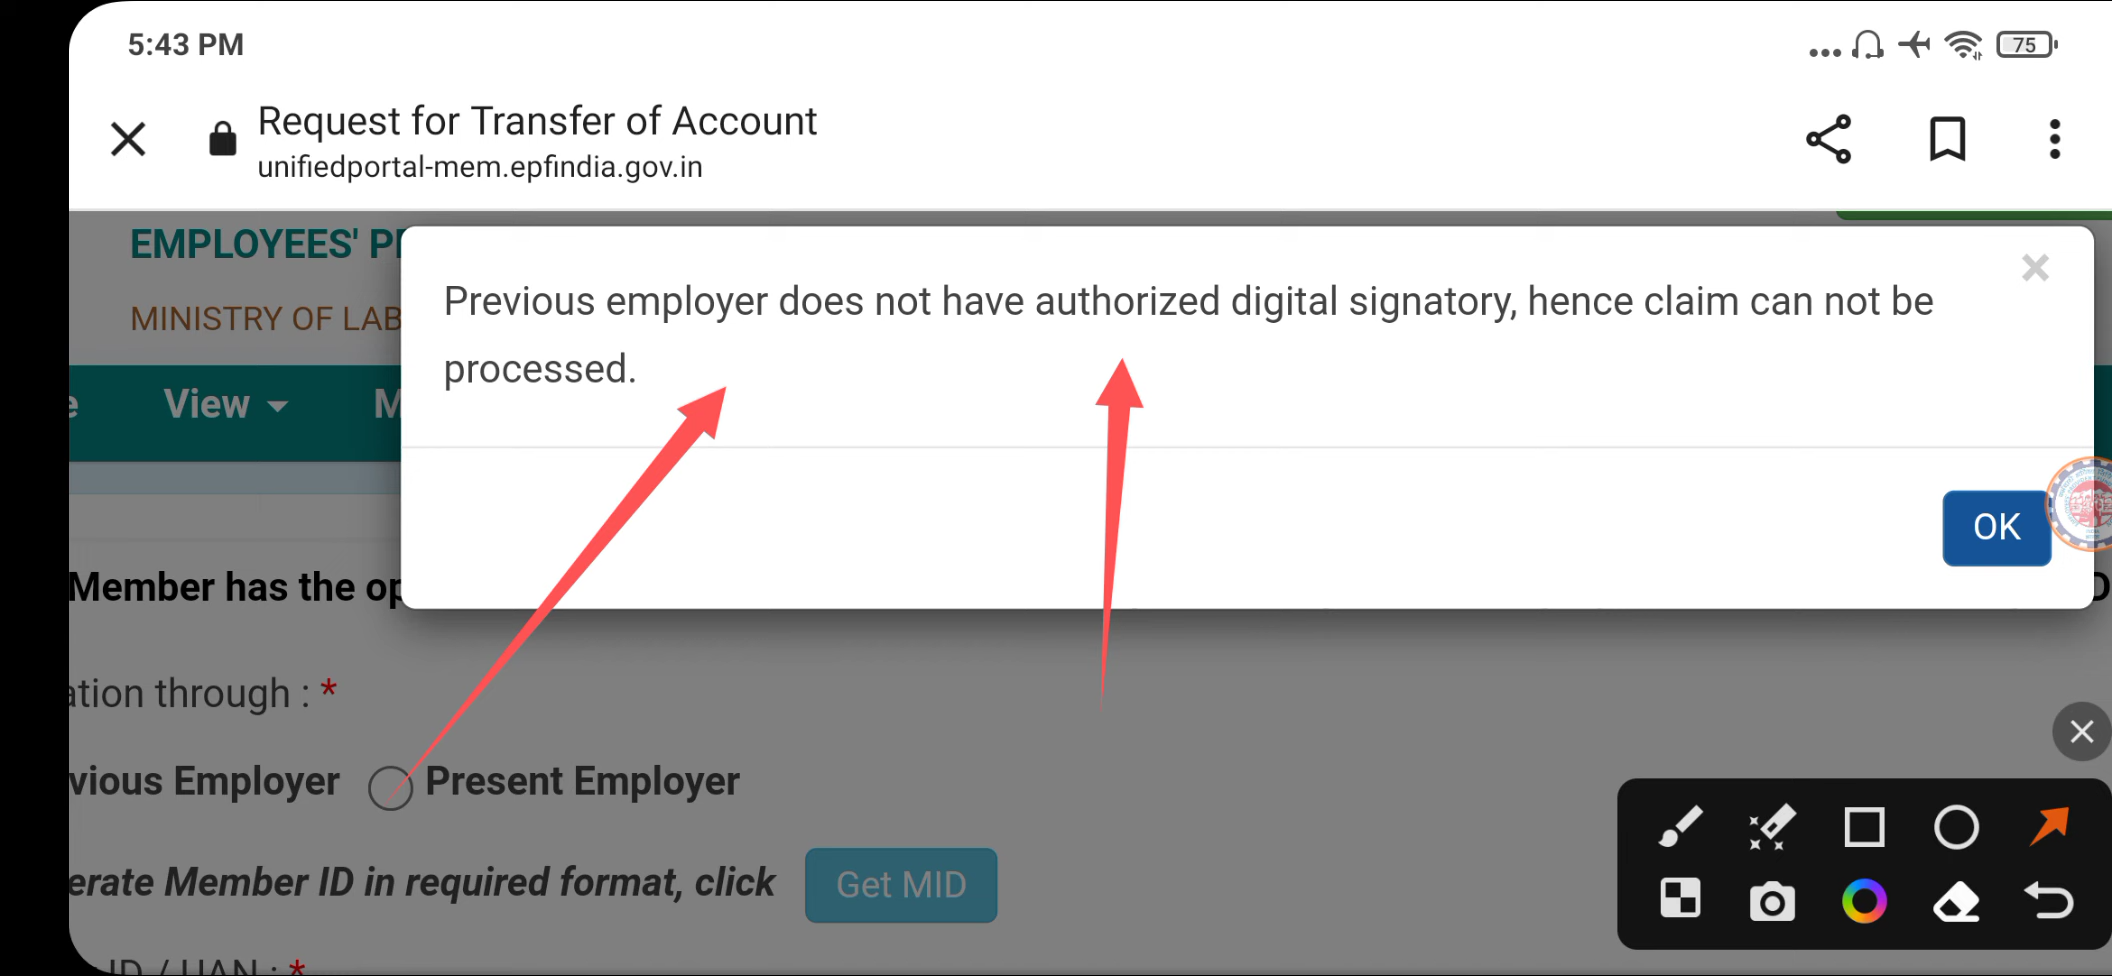 5:43 PM
75
Request for Transfer of Account
unifiedportal-mem.epfindia.gov.in
EMPLOYEES'
MINISTRY OF
Previous employer does not have authorized digital signatory, hence claim can not be
processed.
View
OK
Member has the
ation through : *
vious Employer Present Employer
erate Member ID in required format, click Get MID
ID / UAN : *